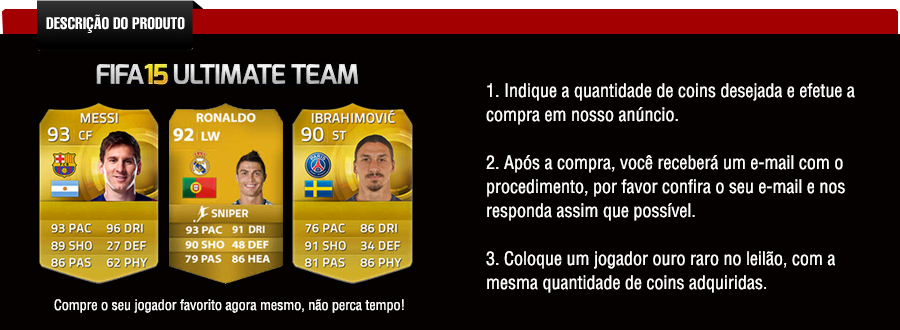 DESCRIÇÃO DO PRODUTO
FIFA15 ULTIMATE TEAM
MESSI
93 CF
93 PAC 96 DRI
89 SHO 27 DEF
86 PAS 62 PHY
RONALDO
92 LW
SNIPER
93 PAC 91 DRI
90 SHO 48 DEF
79 PAS 86 HEA
IBRAHIMOVIĆ
90 ST
PARIS
76 PAC 86 DRI
91 SHO 34 DEF
81 PAS 86 PHY
Compre o seu jogador favorito agora mesmo, não perca tempo!
1. Indique a quantidade de coins desejada e efetue a
compra em nosso anúncio.
2. Após a compra, você receberá um e-mail com o
procedimento, por favor confira o seu e-mail e nos
responda assim que possível.
3. Coloque um jogador ouro raro no leilão, com a
mesma quantidade de coins adquiridas.